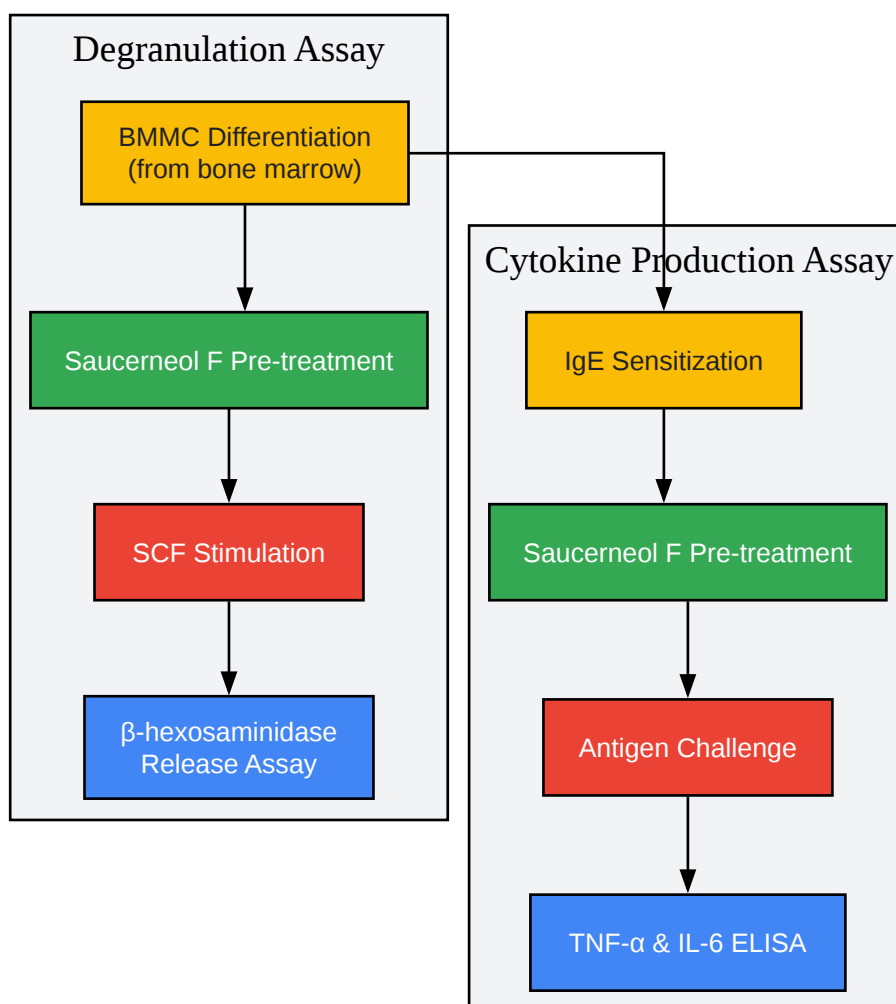 Degranulation Assay
BMMC Differentiation
(from bone marrow)
Saucerneol F Pre-treatment
SCF Stimulation
β-hexosaminidase
Release Assay
Cytokine Production Assay
IgE Sensitization
Saucerneol F Pre-treatment
Antigen Challenge
TNF-α & IL-6 ELISA